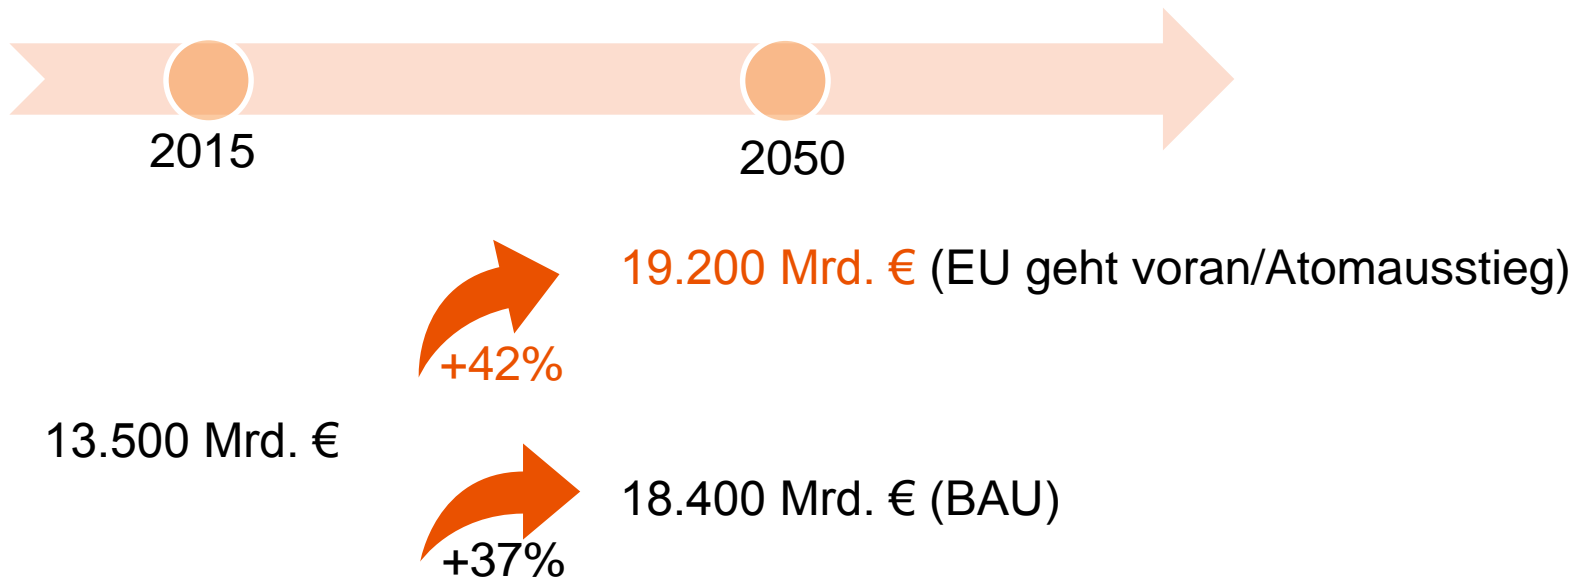 2015
2050
19.200 Mrd. € (EU geht voran/Atomausstieg)
+42%
13.500 Mrd. €
18.400 Mrd. € (BAU)
+37%